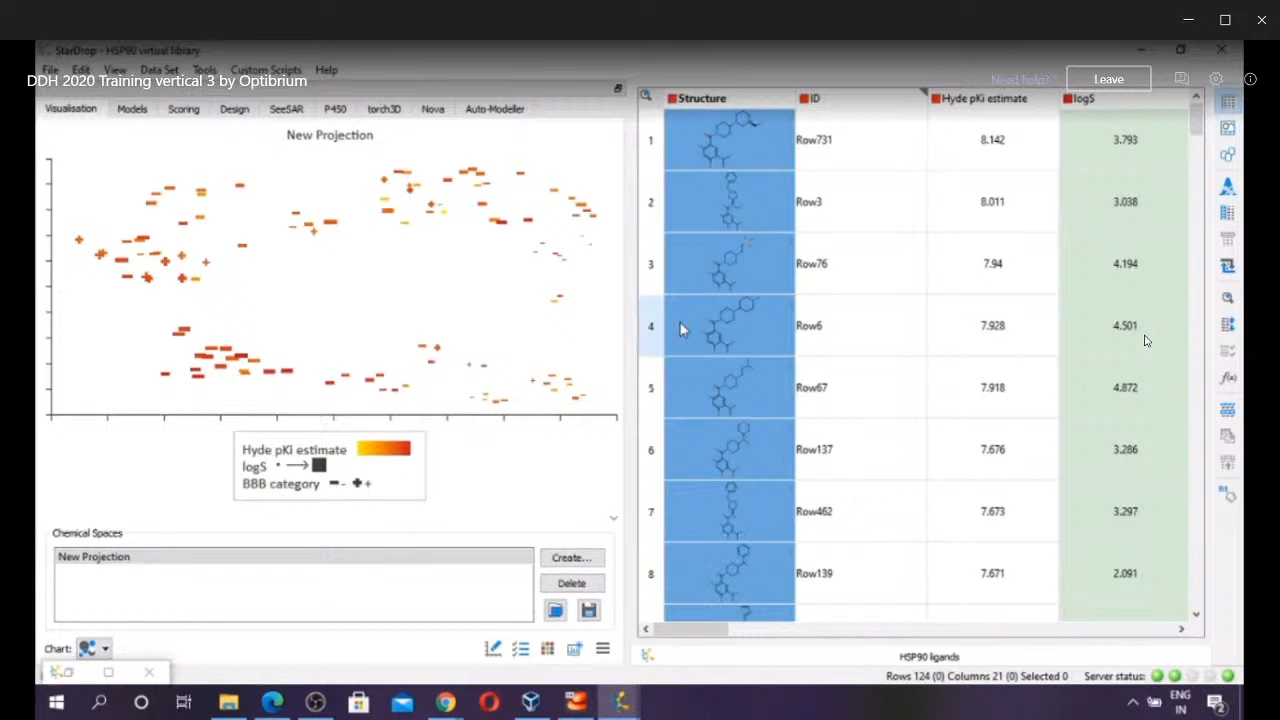 StarDrop - HSP90 virtual library
File Edit View Data Set Tools Custom Scripts Help
DDH 2020 Training vertical 3 by Optibrium
Need help?
Leave
Visualisation Models Scoring Design SeeSAR P450 torch3D Nova Auto-Modeller
New Projection
Hyde pKi estimate
logS
BBB category - +
Chemical Spaces
New Projection
Create...
Delete
Chart:
Structure ID Hyde pKi estimate logS
1 Row731 8.142 3.793
2 Row3 8.011 3.038
3 Row76 7.94 4.194
4 Row6 7.928 4.501
5 Row67 7.918 4.872
6 Row137 7.676 3.286
7 Row462 7.673 3.297
8 Row139 7.671 2.091
f(x)
HSP90 ligands
Rows 124 (0) Columns 21 (0) Selected 0 Server status:
ENG
IN
2